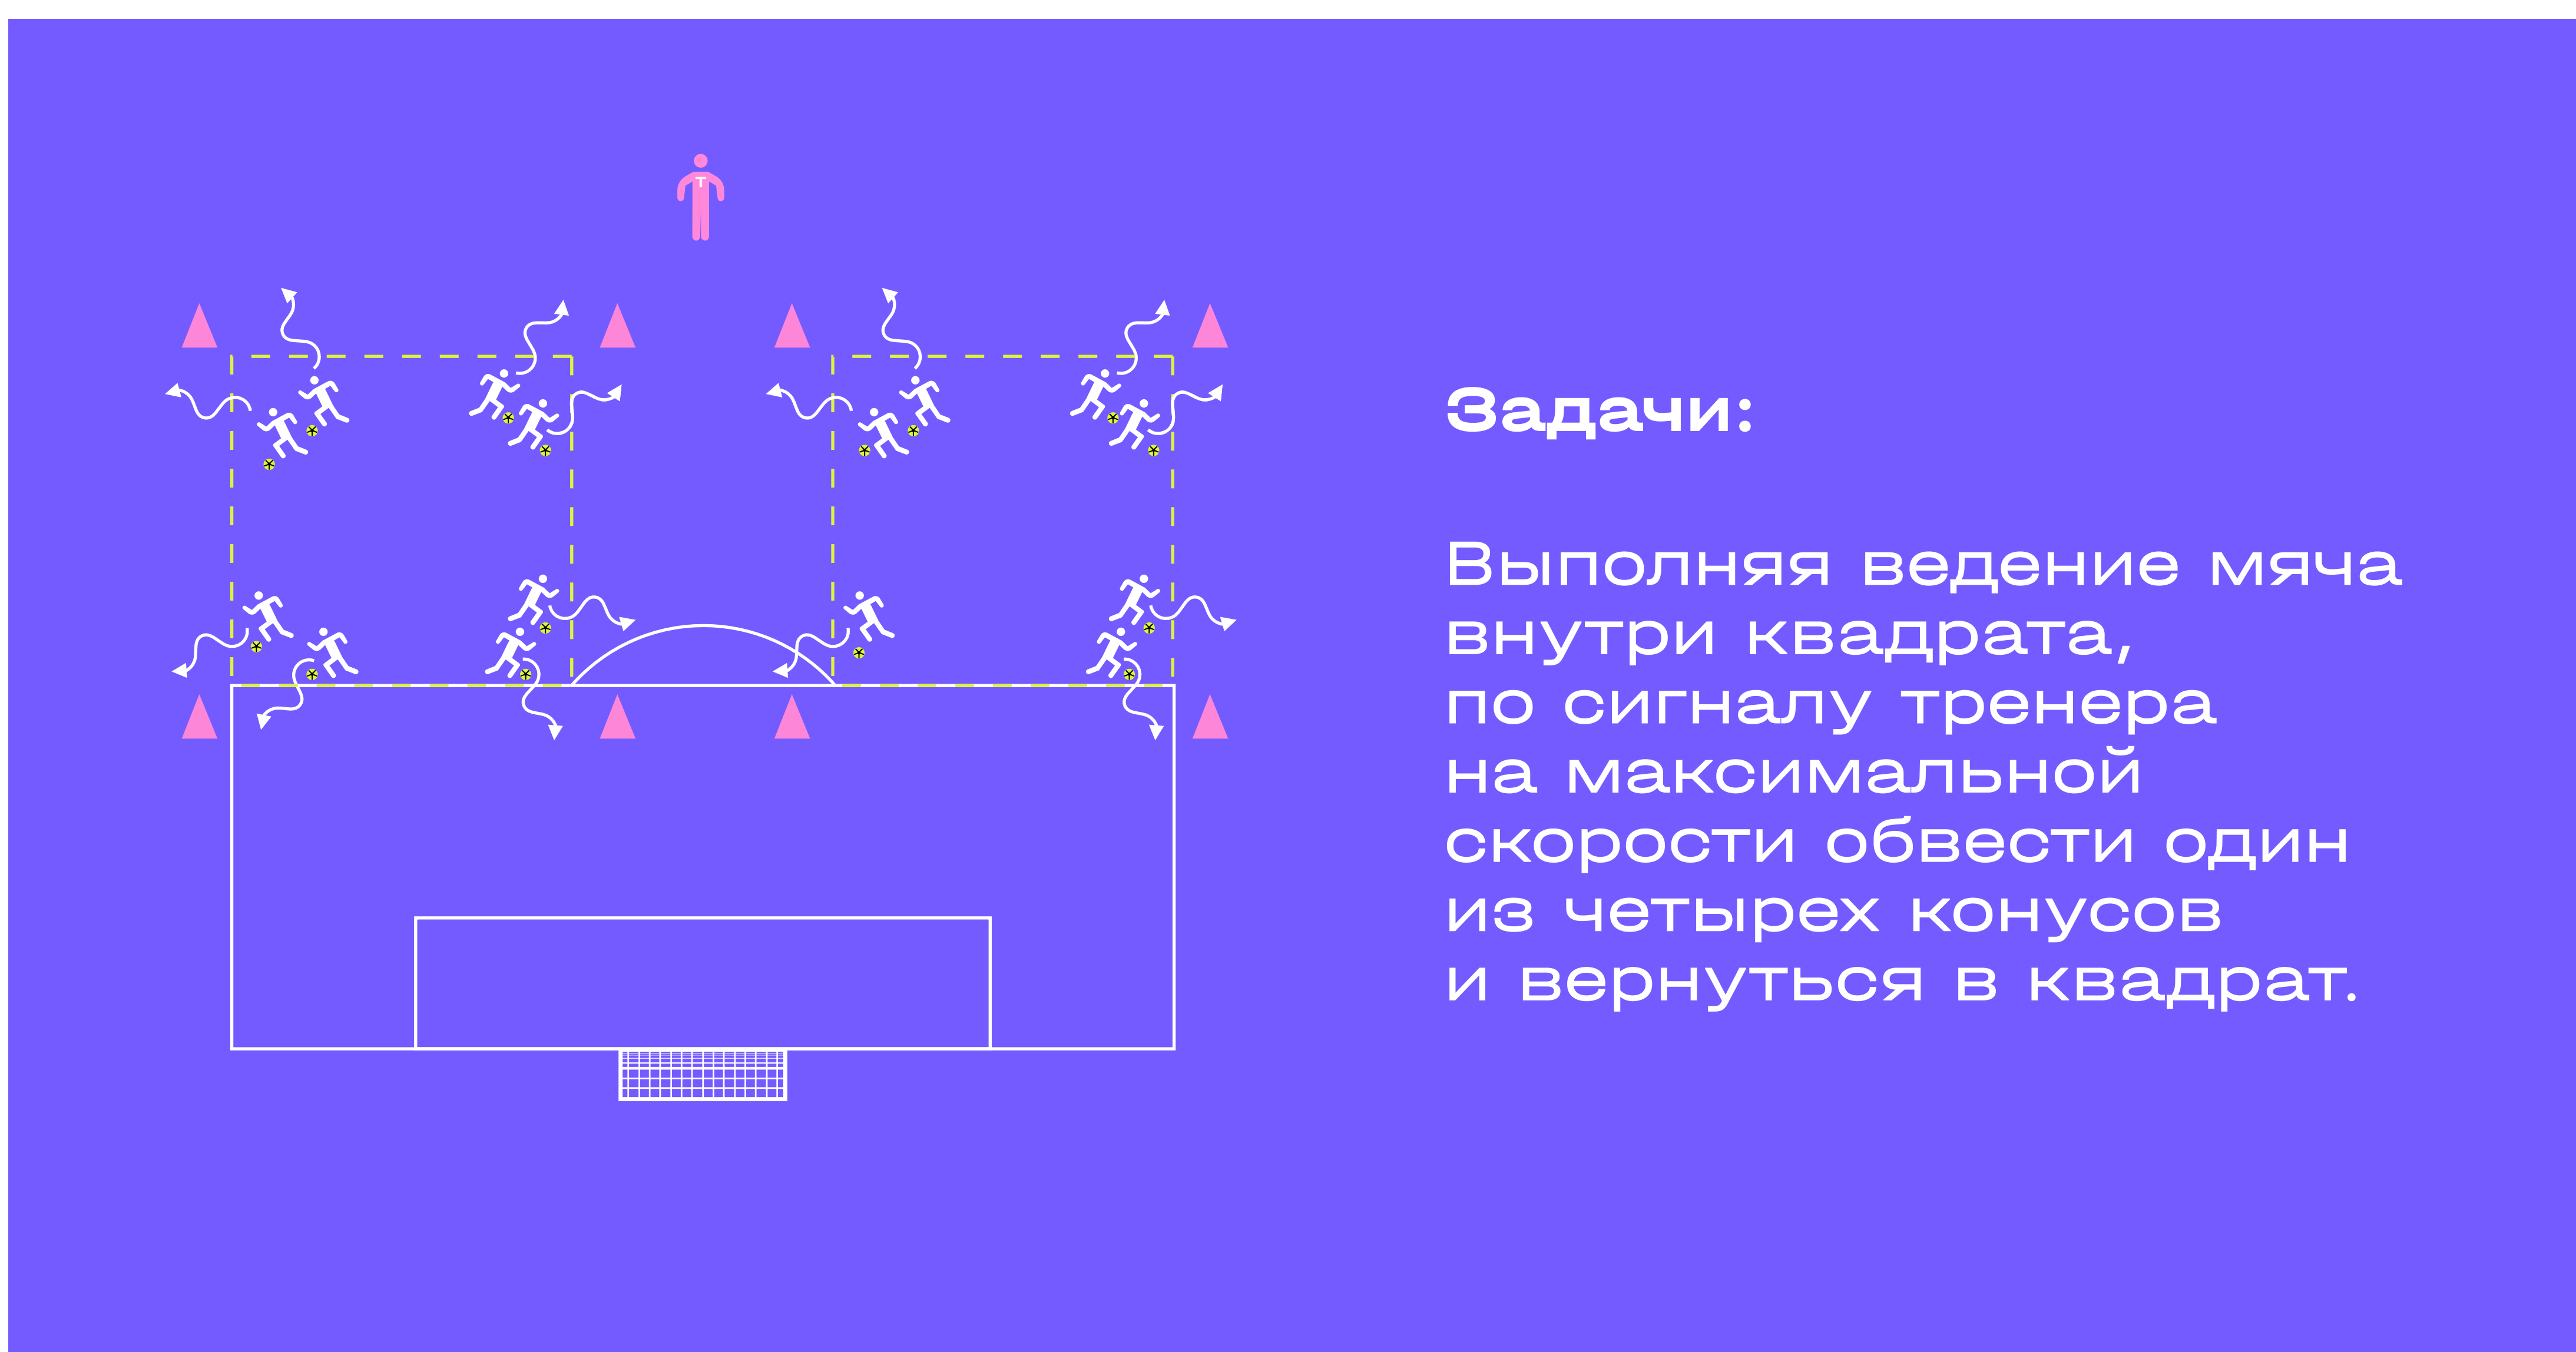 Т
Задачи:
Выполняя ведение мяча
внутри квадрата,
по сигналу тренера
на максимальной
скорости обвести один
из четырех конусов
и вернуться в квадрат.